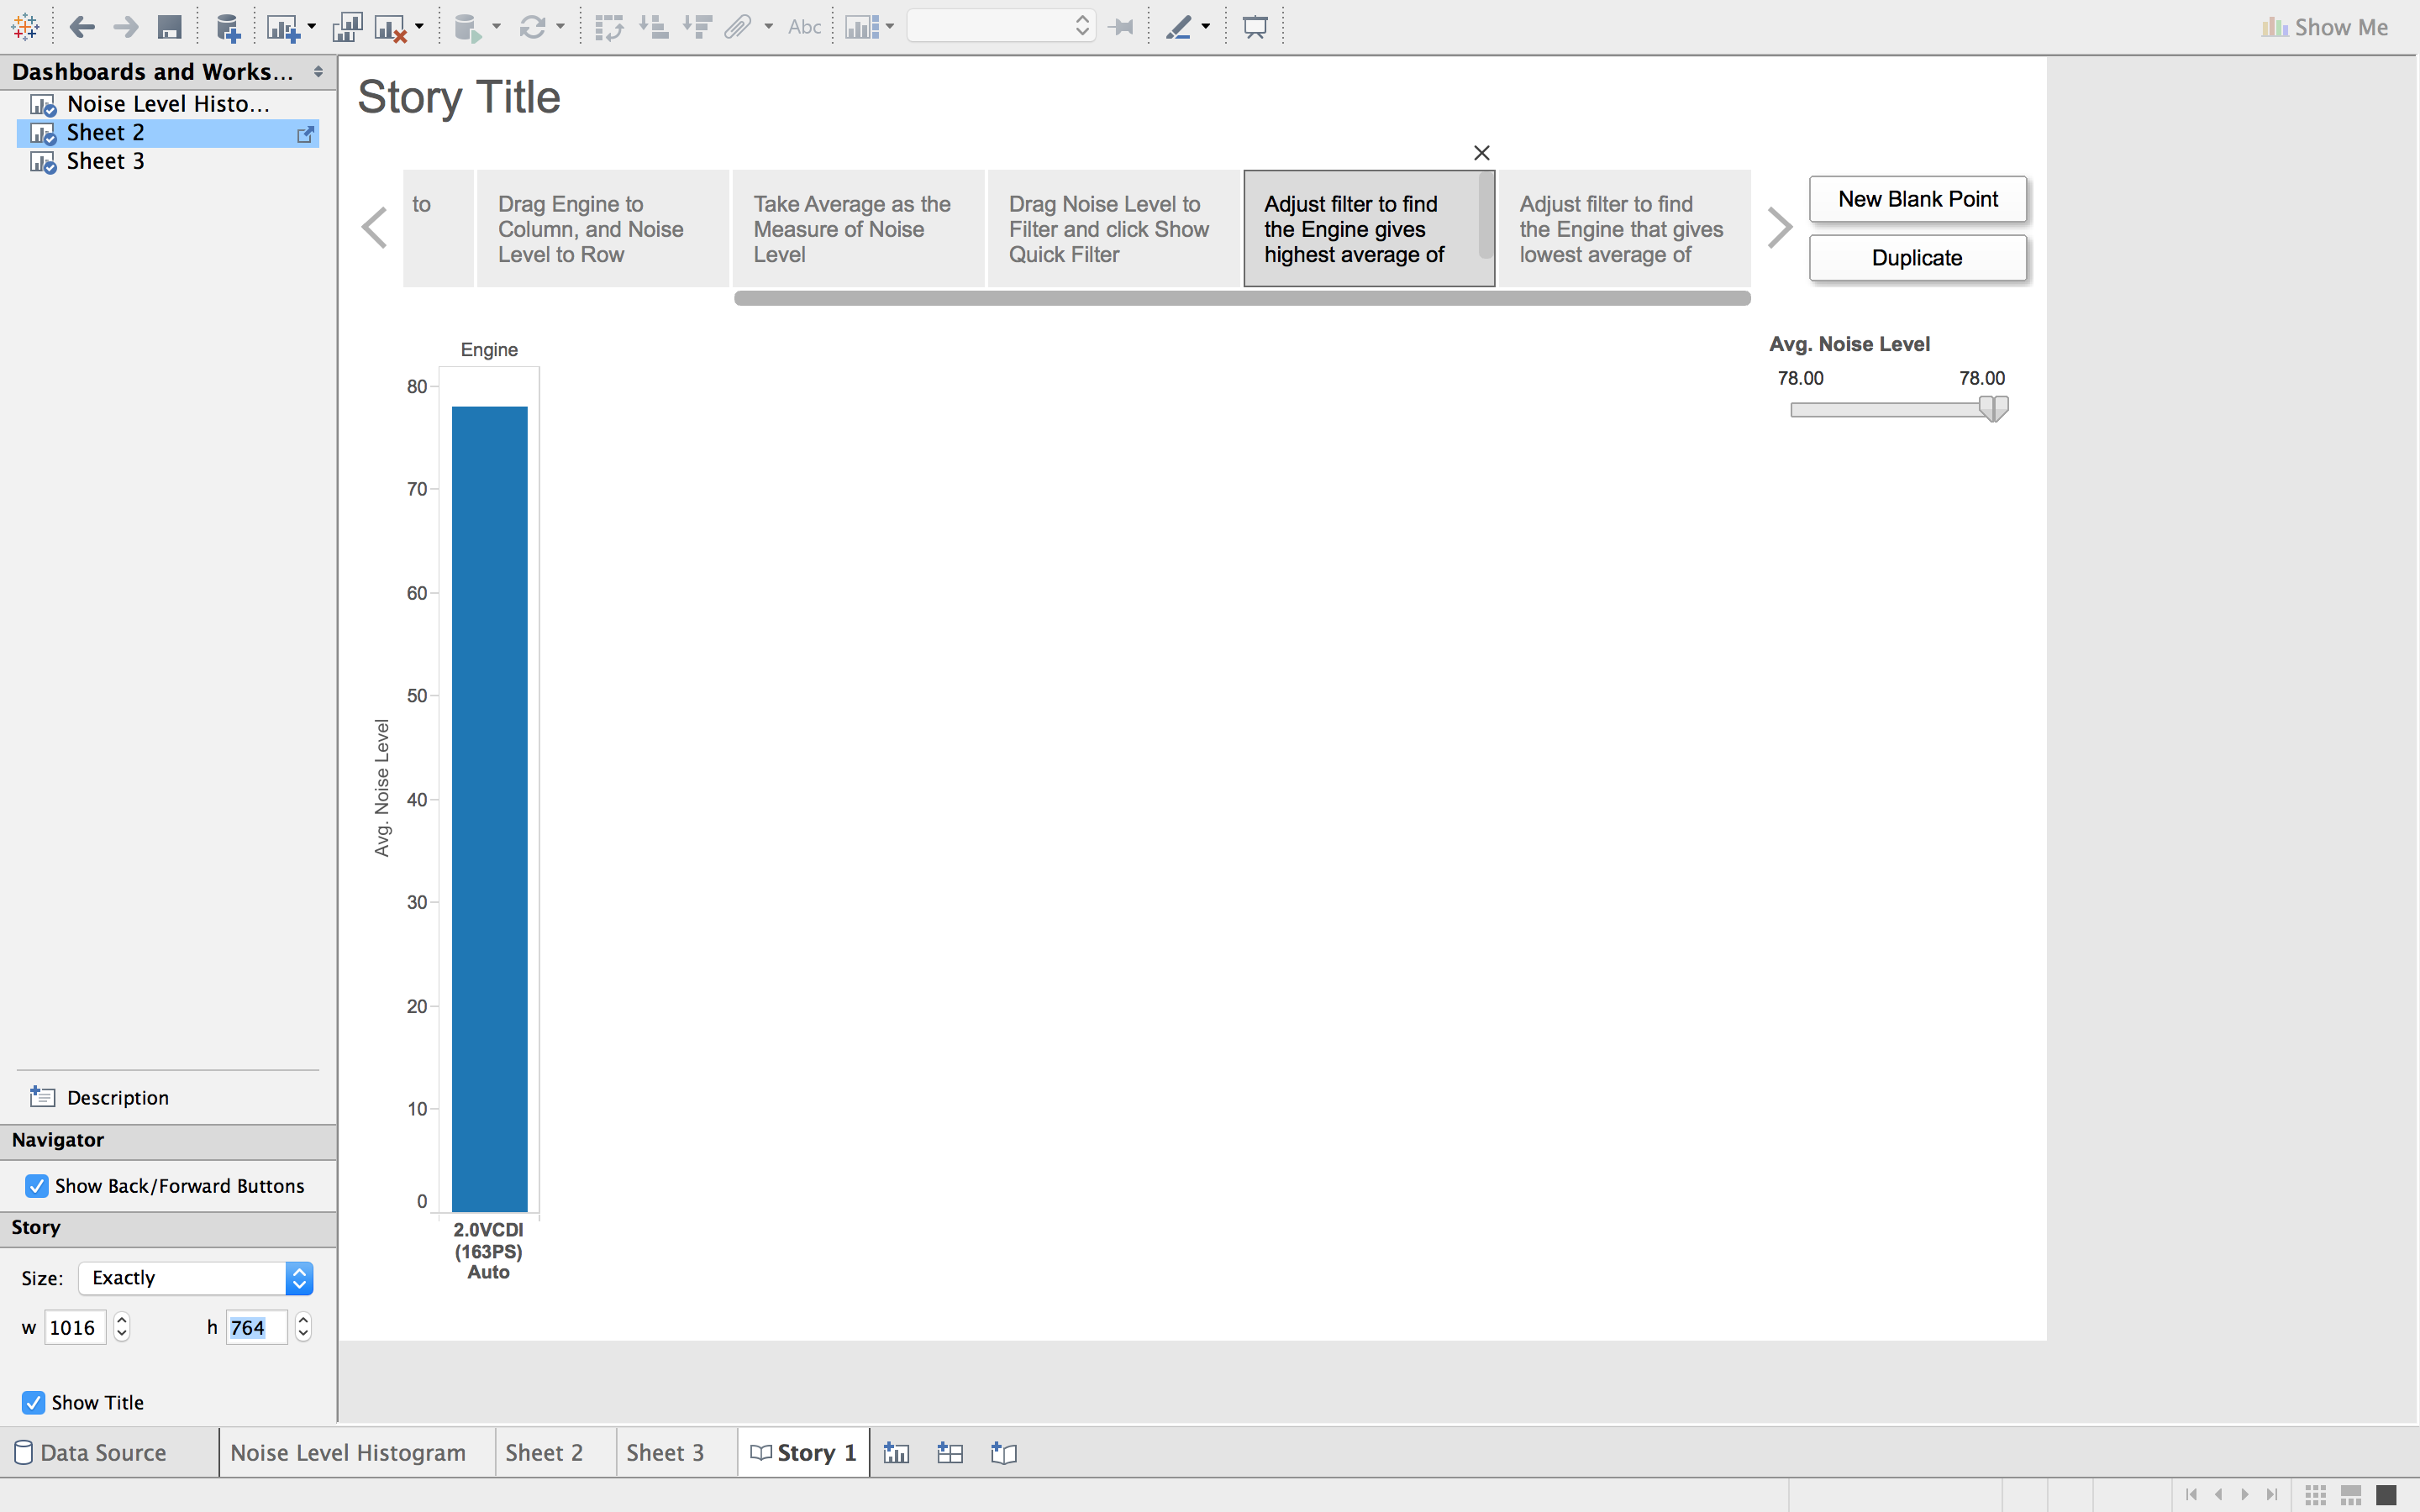 Abc
Show Me
Dashboards and Works...
Noise Level Histo...
Sheet 2
Sheet 3
Story Title
to
Drag Engine to
Column, and Noise
Level to Row
Take Average as the
Measure of Noise
Level
Drag Noise Level to
Filter and click Show
Quick Filter
Adjust filter to find
the Engine gives
highest average of
Adjust filter to find
the Engine that gives
lowest average of
New Blank Point
Duplicate
Avg. Noise Level
78.00 78.00
Engine
80
70
60
50
40
30
20
10
0
Avg. Noise Level
2.0VCDI
(163PS)
Auto
Description
Navigator
Show Back/Forward Buttons
Story
Size: Exactly
w 1016 h 764
Show Title
Data Source Noise Level Histogram Sheet 2 Sheet 3 Story 1